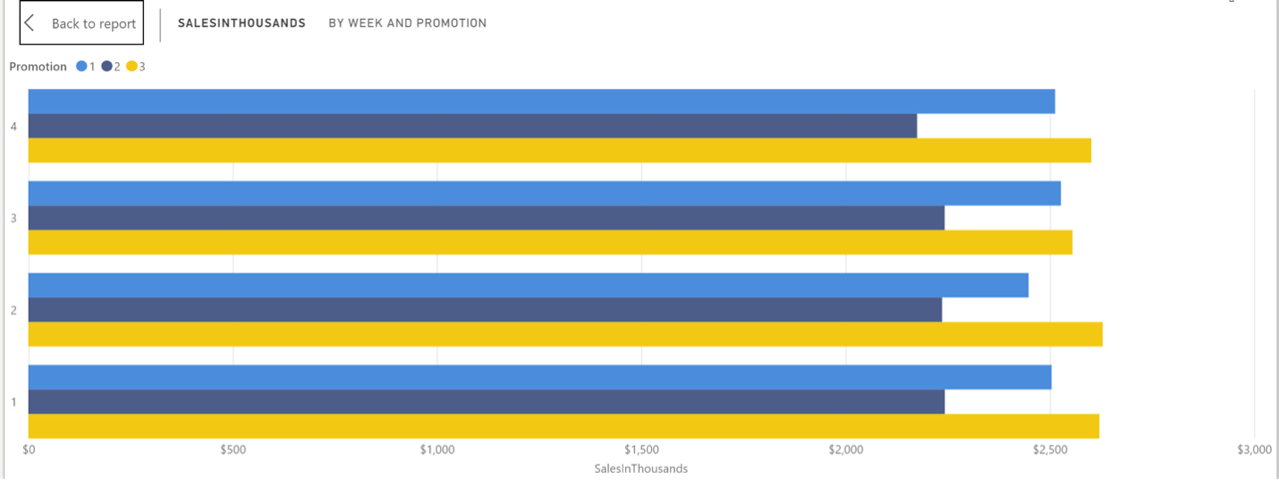 Back to report
SALESINTHOUSANDS BY WEEK AND PROMOTION
Promotion 1 2 3
4
3
2
1
$0 $500 $1,000 $1,500 $2,000 $2,500 $3,000
SalesInThousands